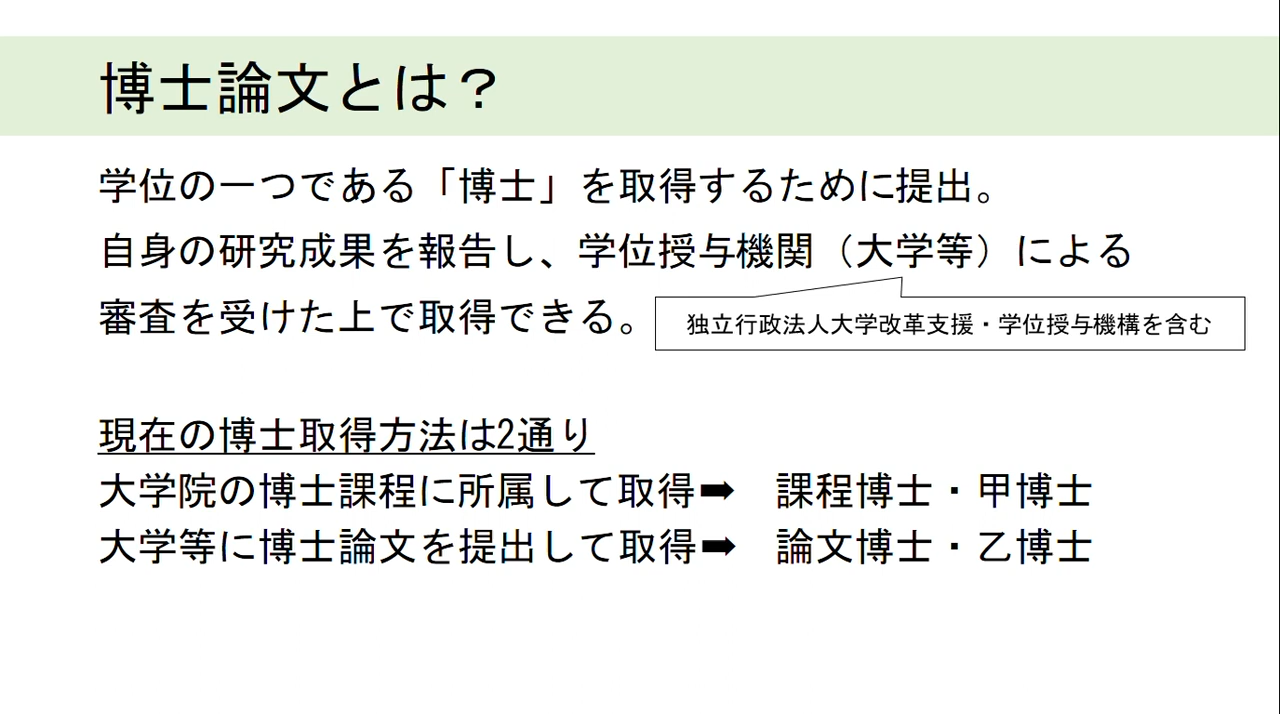 博士論文とは？
学位の一つである「博士」を取得するために提出。
自身の研究成果を報告し、学位授与機関（大学等）による
審査を受けた上で取得できる。
独立行政法人大学改革支援・学位授与機構を含む
現在の博士取得方法は2通り
大学院の博士課程に所属して取得➡　課程博士・甲博士
大学等に博士論文を提出して取得➡　論文博士・乙博士